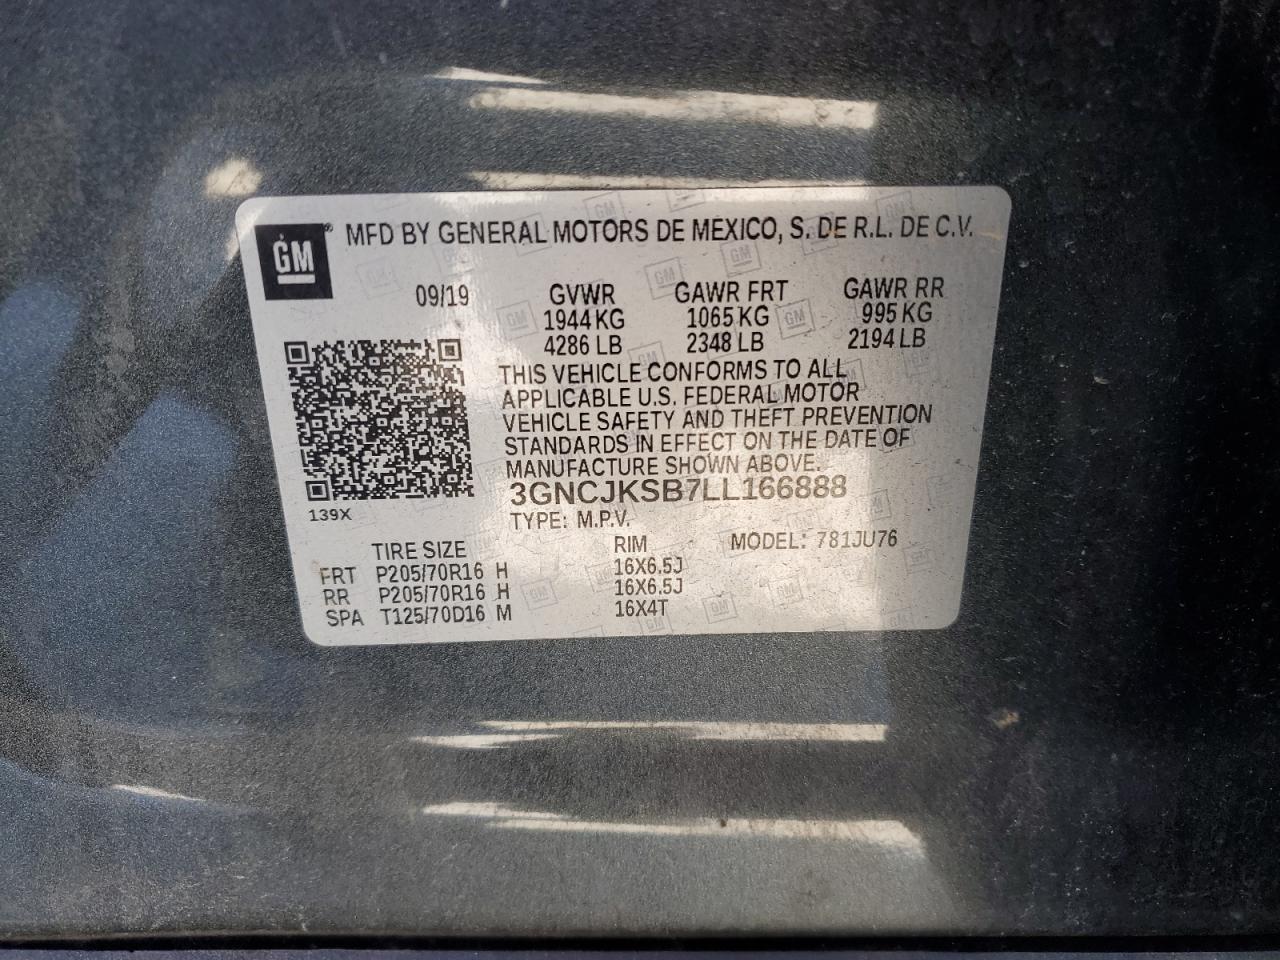 GM® MFD BY GENERAL MOTORS DE MEXICO, S. DE R.L. DE C.V.
09/19 GVWR GAWR FRT GAWR RR
1944 KG 1065 KG 995 KG
4286 LB 2348 LB 2194 LB
THIS VEHICLE CONFORMS TO ALL
APPLICABLE U.S. FEDERAL MOTOR
VEHICLE SAFETY AND THEFT PREVENTION
STANDARDS IN EFFECT ON THE DATE OF
MANUFACTURE SHOWN ABOVE.
3GNCJKSB7LL166888
139X
TYPE: M.P.V.
TIRE SIZE RIM MODEL: 781JU76
FRT P205/70R16 H 16X6.5J
RR P205/70R16 H 16X6.5J
SPA T125/70D16 M 16X4T